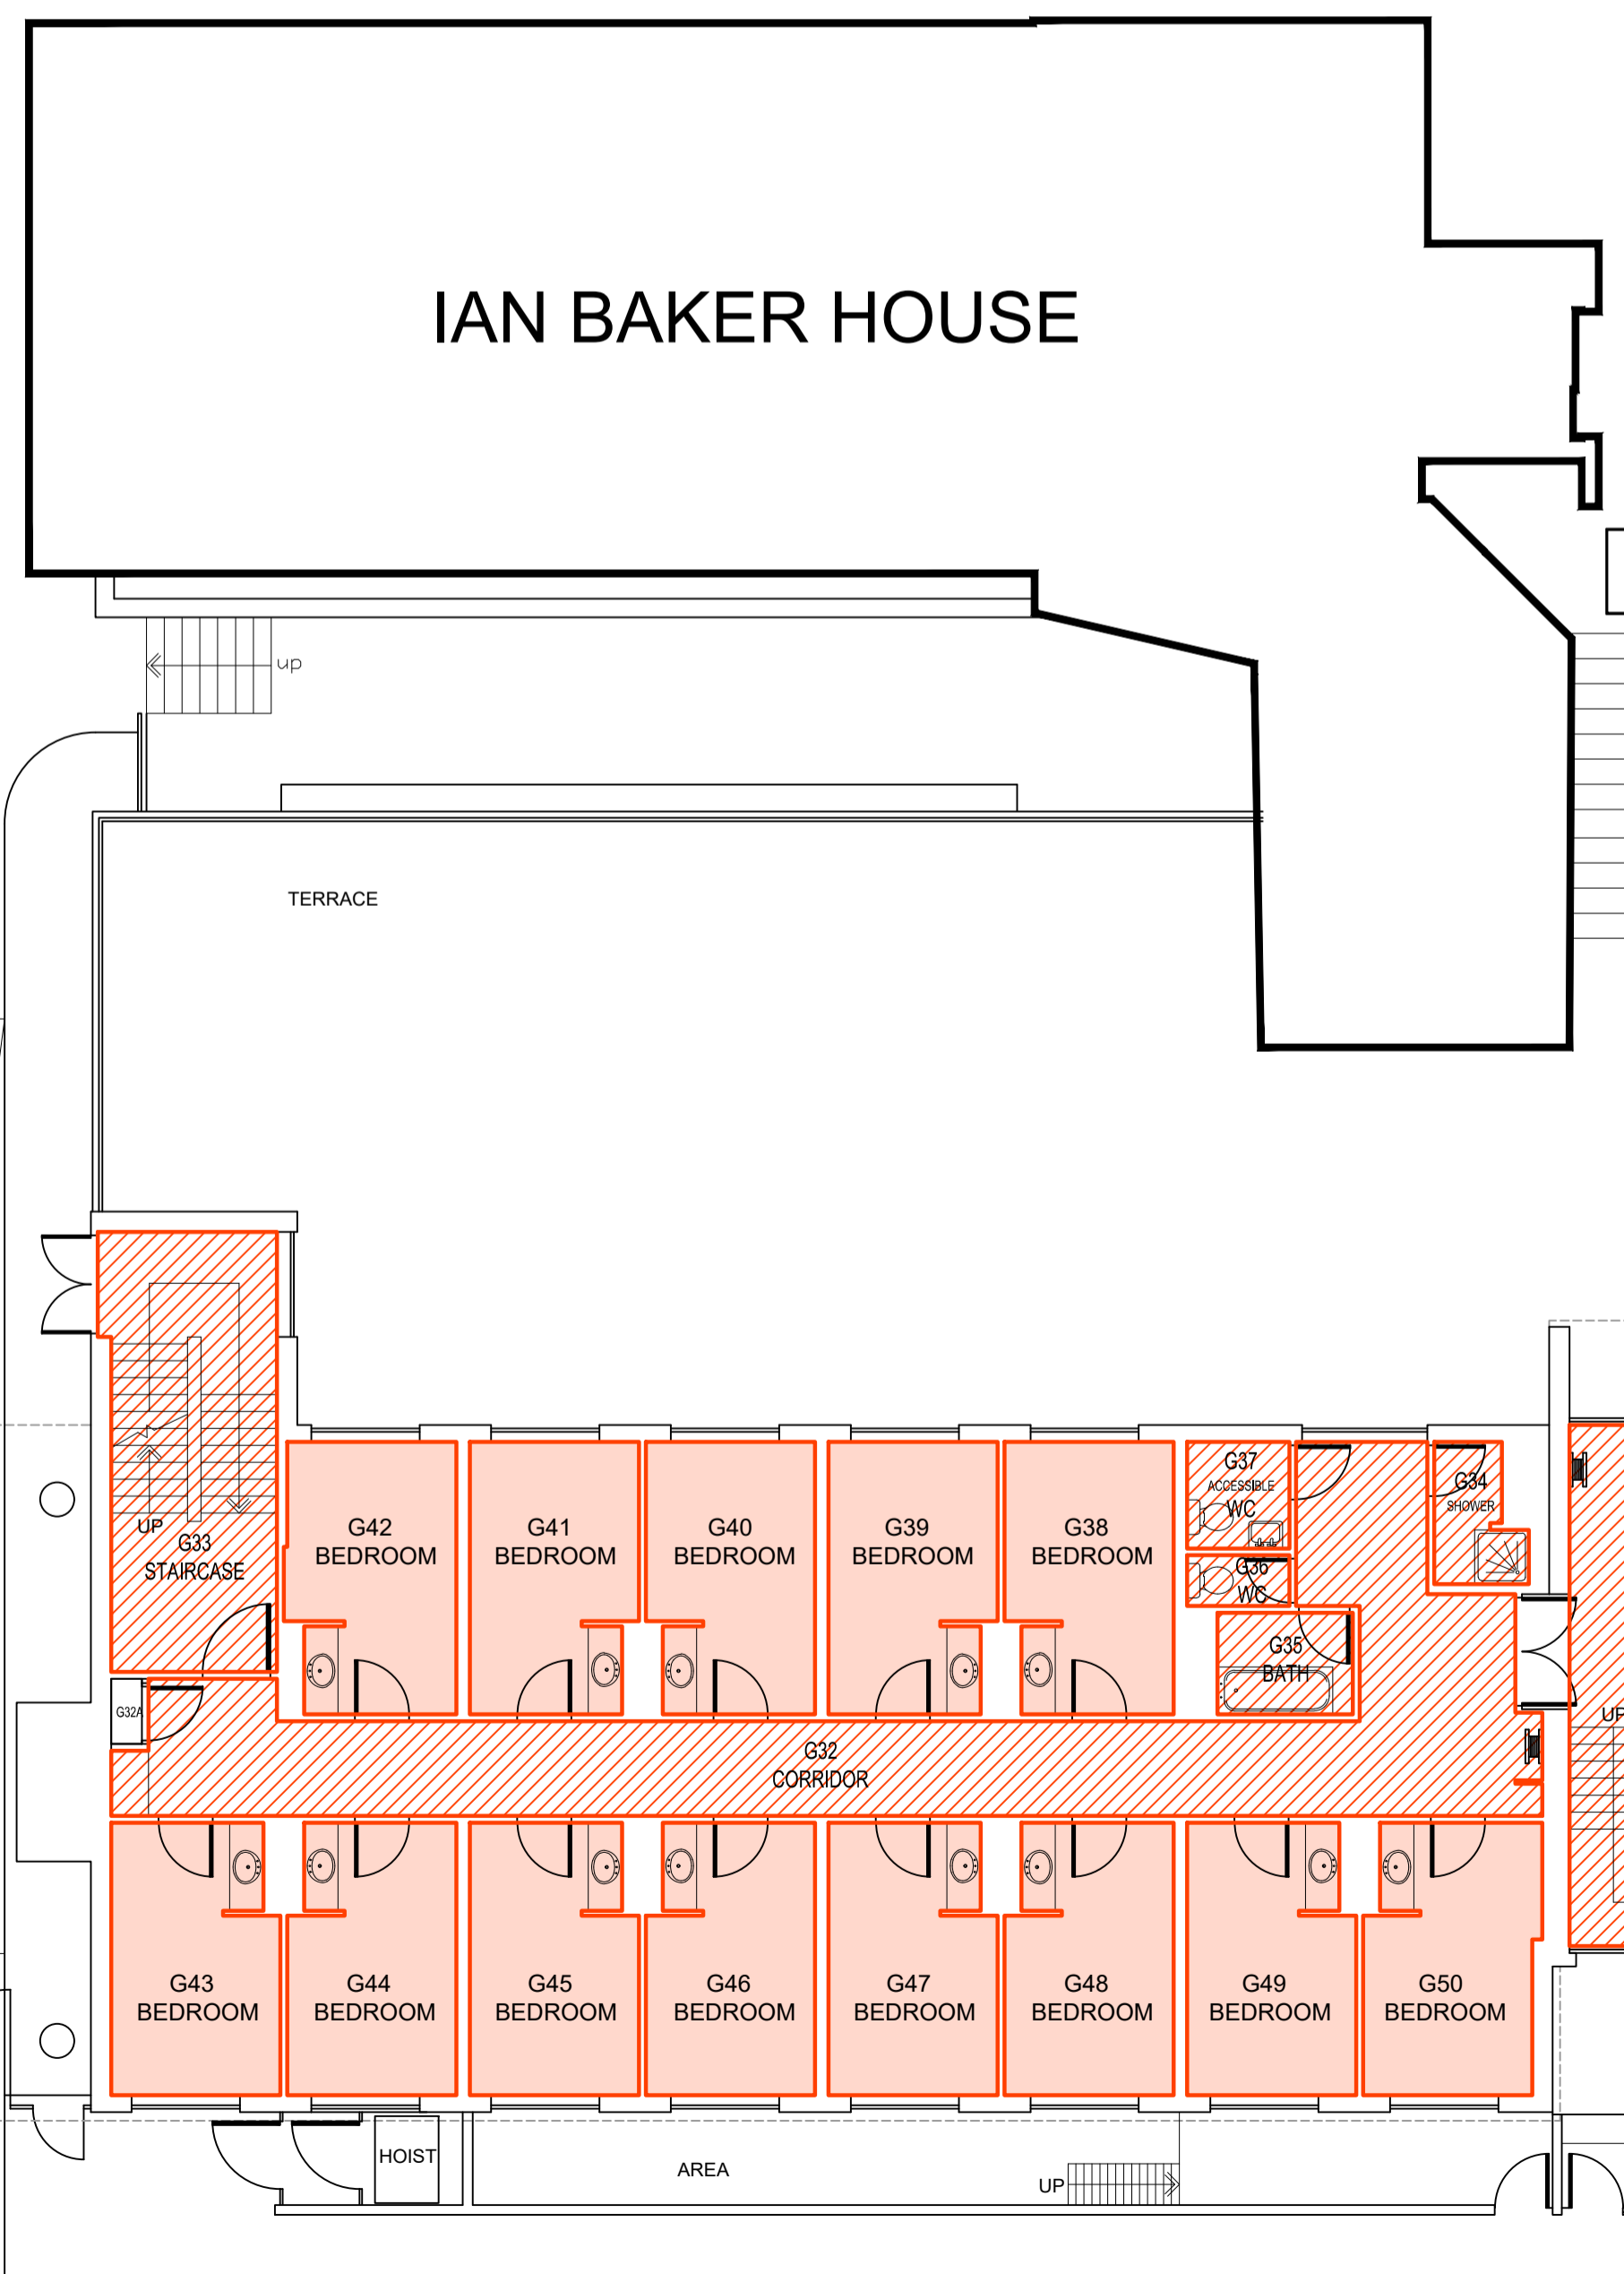 IAN BAKER HOUSE
up
TERRACE
G37
ACCESSIBLE
WC
G34
SHOWER
G42
BEDROOM
G41
BEDROOM
G40
BEDROOM
G39
BEDROOM
G38
BEDROOM
UP
G33
STAIRCASE
G36
WC
G35
BATH
G32A
UP
G32
CORRIDOR
G43
BEDROOM
G44
BEDROOM
G45
BEDROOM
G46
BEDROOM
G47
BEDROOM
G48
BEDROOM
G49
BEDROOM
G50
BEDROOM
HOIST
AREA
UP